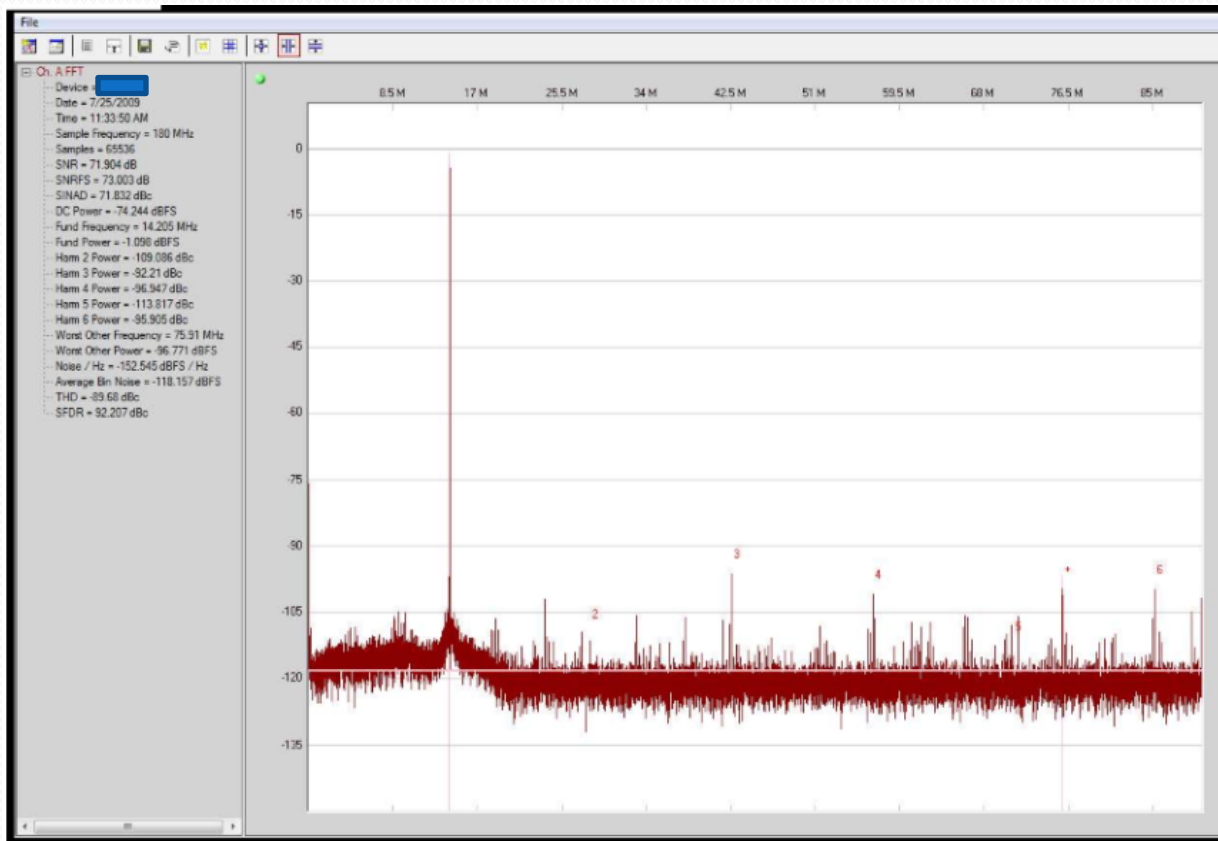 File
Ch. A FFT
Device =
Date = 7/25/2009
Time = 11:33:50 AM
Sample Frequency = 180 MHz
Samples = 65536
SNR = 71.904 dB
SNRFS = 73.003 dB
SINAD = 71.832 dBc
DC Power = -74.244 dBFS
Fund Frequency = 14.205 MHz
Fund Power = -1.098 dBFS
Harm 2 Power = -109.086 dBc
Harm 3 Power = -92.21 dBc
Harm 4 Power = -96.947 dBc
Harm 5 Power = -113.817 dBc
Harm 6 Power = -95.905 dBc
Worst Other Frequency = 75.91 MHz
Worst Other Power = -96.771 dBFS
Noise / Hz = -152.545 dBFS / Hz
Average Bin Noise = -118.157 dBFS
THD = -89.68 dBc
SFDR = 92.207 dBc
8.5 M 17 M 25.5 M 34 M 42.5 M 51 M 59.5 M 68 M 76.5 M 85 M
0
-15
-30
-45
-60
-75
-90
-105
-120
-135
3
4
+
6
2
5